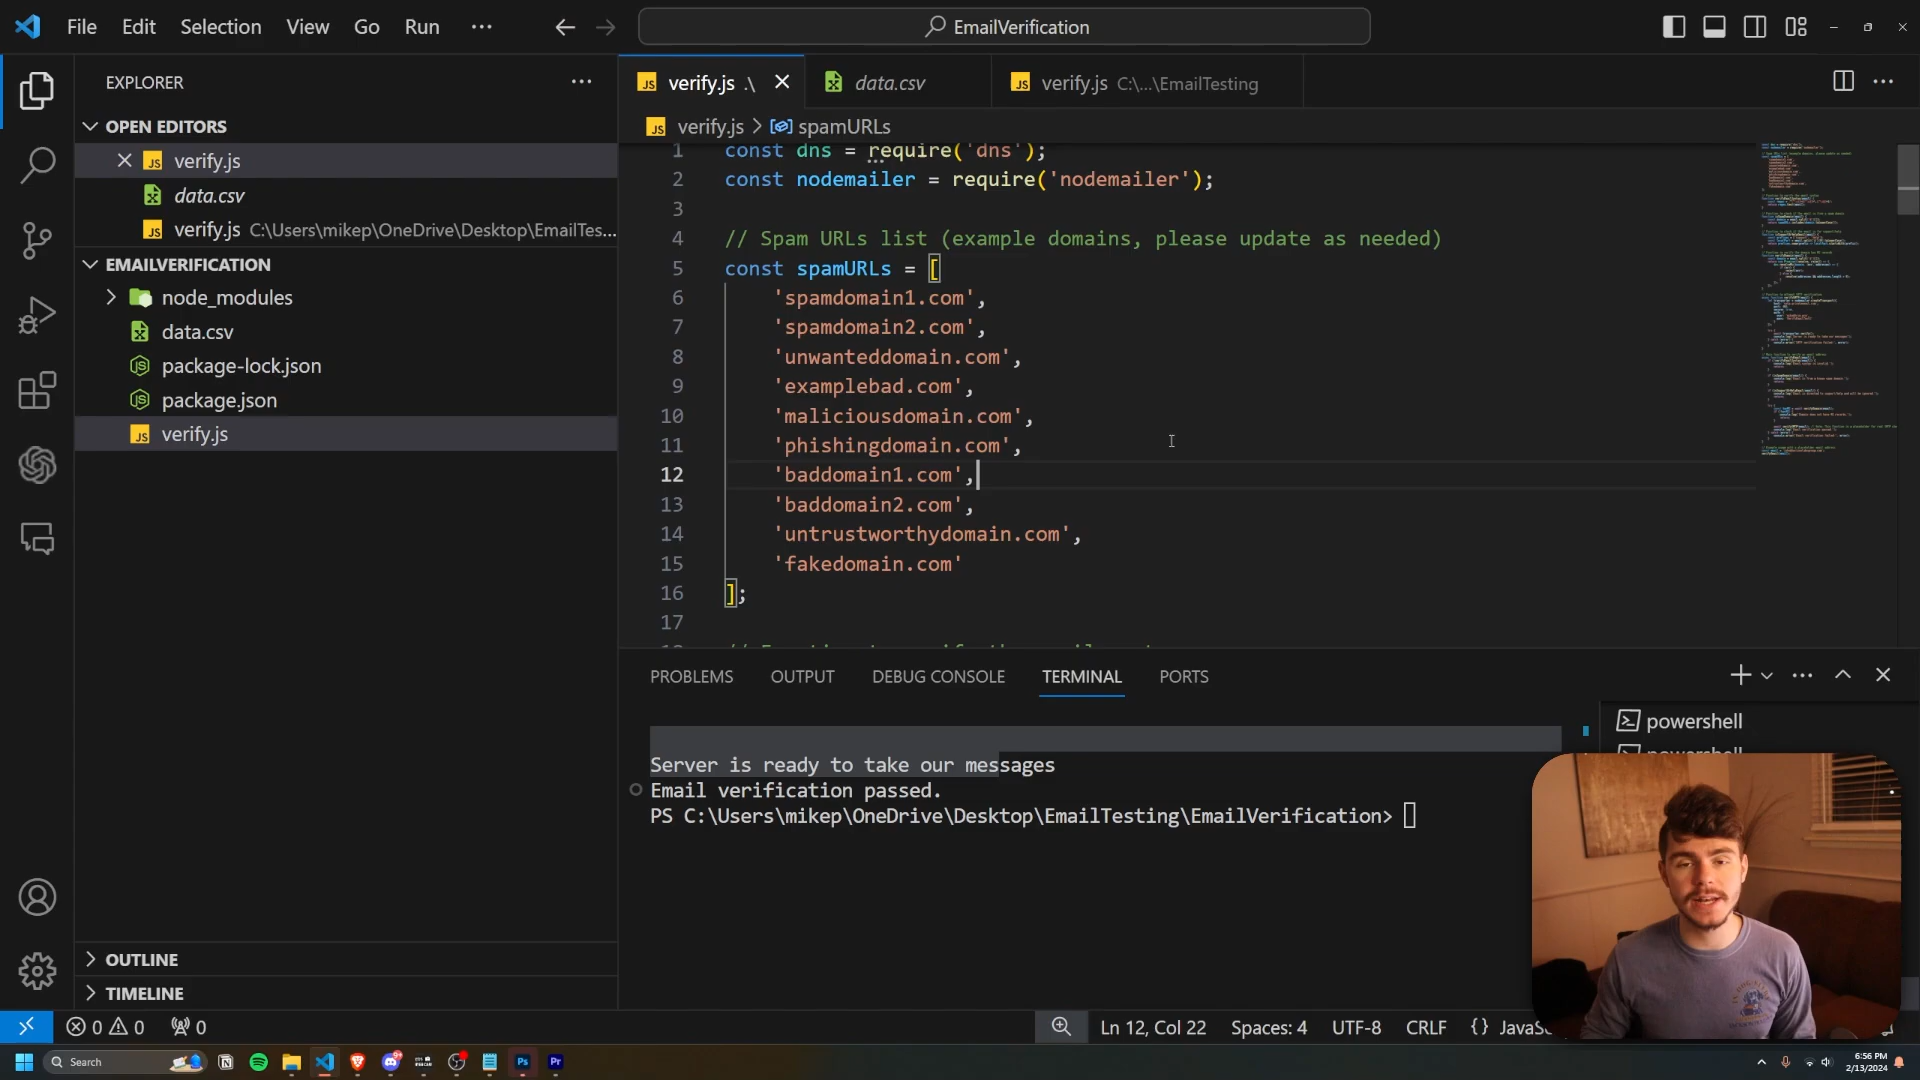 File Edit Selection View Go Run ··· EmailVerification
EXPLORER
OPEN EDITORS
verify.js
data.csv
verify.js C:\Users\mikep\OneDrive\Desktop\EmailTes...
EMAILVERIFICATION
node_modules
data.csv
package-lock.json
package.json
verify.js
OUTLINE
TIMELINE
verify.js .\ data.csv verify.js C:\...\EmailTesting
verify.js > spamURLs
1 const dns = require('dns');
2 const nodemailer = require('nodemailer');
3
4 // Spam URLs list (example domains, please update as needed)
5 const spamURLs = [
6 'spamdomain1.com',
7 'spamdomain2.com',
8 'unwanteddomain.com',
9 'examplebad.com',
10 'maliciousdomain.com',
11 'phishingdomain.com',
12 'baddomain1.com',
13 'baddomain2.com',
14 'untrustworthydomain.com',
15 'fakedomain.com'
16 ];
17
PROBLEMS OUTPUT DEBUG CONSOLE TERMINAL PORTS
Server is ready to take our messages
Email verification passed.
PS C:\Users\mikep\OneDrive\Desktop\EmailTesting\EmailVerification>
powershell
0 0 0 Ln 12, Col 22 Spaces: 4 UTF-8 CRLF {}
Search
6:56 PM
2/13/2024